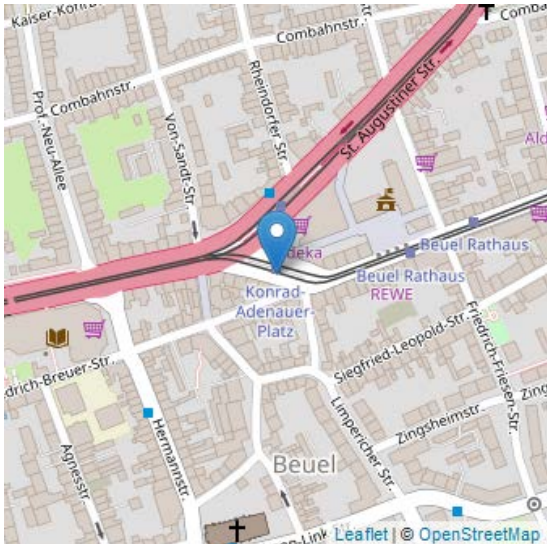 Kaiser-Konra
Combahnstr.
Combahnstr.
Rheindorfer Str.
St. Augustiner Str.
Prof.-Neu-Allee
Von-Sandt-Str.
Ald
deka
Beuel Rathaus
Beuel Rathaus
REWE
Konrad-
Adenauer-
Platz
Siegfried-Leopold-Str.
Friedrich-Friesen-Str.
drich-Breuer-Str.
Limpericher Str.
Zingsheimstr.
Zing
Hermannstr.
Agnesstr.
Beuel
Leaflet | © OpenStreetMap